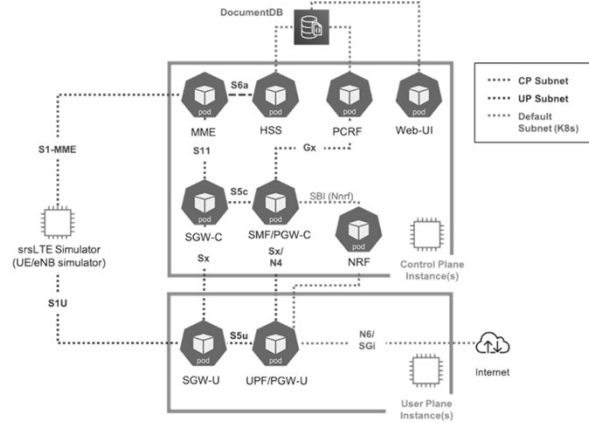 DocumentDB
pod
pod
pod
pod
S6a
MME
HSS
PCRF
Web-UI
CP Subnet
UP Subnet
Default
Subnet (K8s)
S1-MME
S11
Gx
pod
pod
S5c
SBI (Nnrf)
pod
SGW-C
SMF/PGW-C
NRF
srsLTE Simulator
(UE/eNB simulator)
Sx
Sx/
N4
Control Plane
Instance(s)
S1U
pod
S5u
pod
N6/
SGi
SGW-U
UPF/PGW-U
Internet
User Plane
Instance(s)